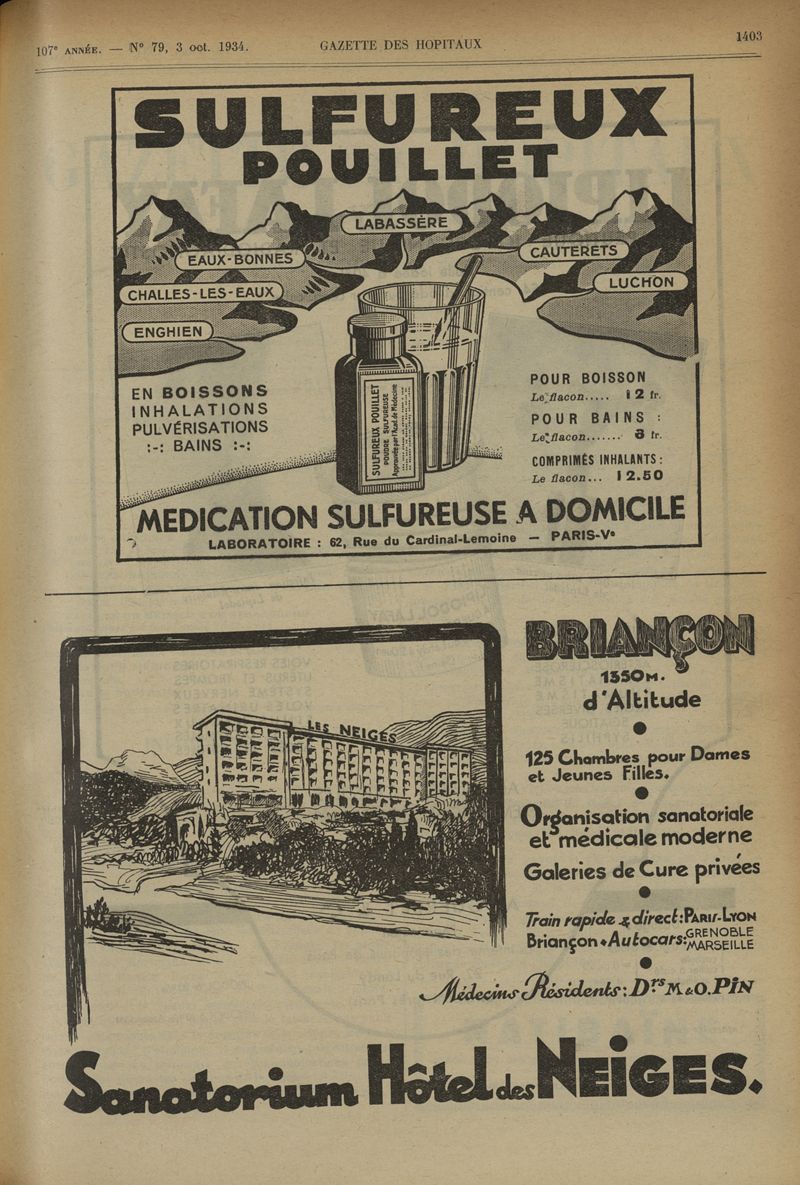 107e ANNÉE. — N° 79, 3 oct. 1934.
GAZETTE DES HOPITAUX
1403
SULFUREUX
POUILLET
LABASSÈRE
EAUX-BONNES
CAUTERETS
CHALLES-LES-EAUX
LUCHON
ENGHIEN
EN BOISSONS
INHALATIONS
PULVÉRISATIONS
:-: BAINS :-:
SULFUREUX POUILLET
POUDRE SULFUREUSE
Approuvée par l'Acad. de Médecine
POUR BOISSON
Le flacon..... 12 fr.
POUR BAINS :
Le flacon....... 8 fr.
COMPRIMÉS INHALANTS :
Le flacon... 12.50
MEDICATION SULFUREUSE A DOMICILE
LABORATOIRE : 62, Rue du Cardinal-Lemoine — PARIS-Ve
BRIANÇON
1350M.
d'Altitude
LES NEIGES
125 Chambres pour Dames
et Jeunes Filles.
Organisation sanatoriale
et médicale moderne
Galeries de Cure privées
Train rapide & direct: PARIS-LYON
Briançon • Autocars: GRENOBLE
MARSEILLE
Médecins Résidents: Drs M & O. PIN
Sanatorium Hôtel des NEIGES.